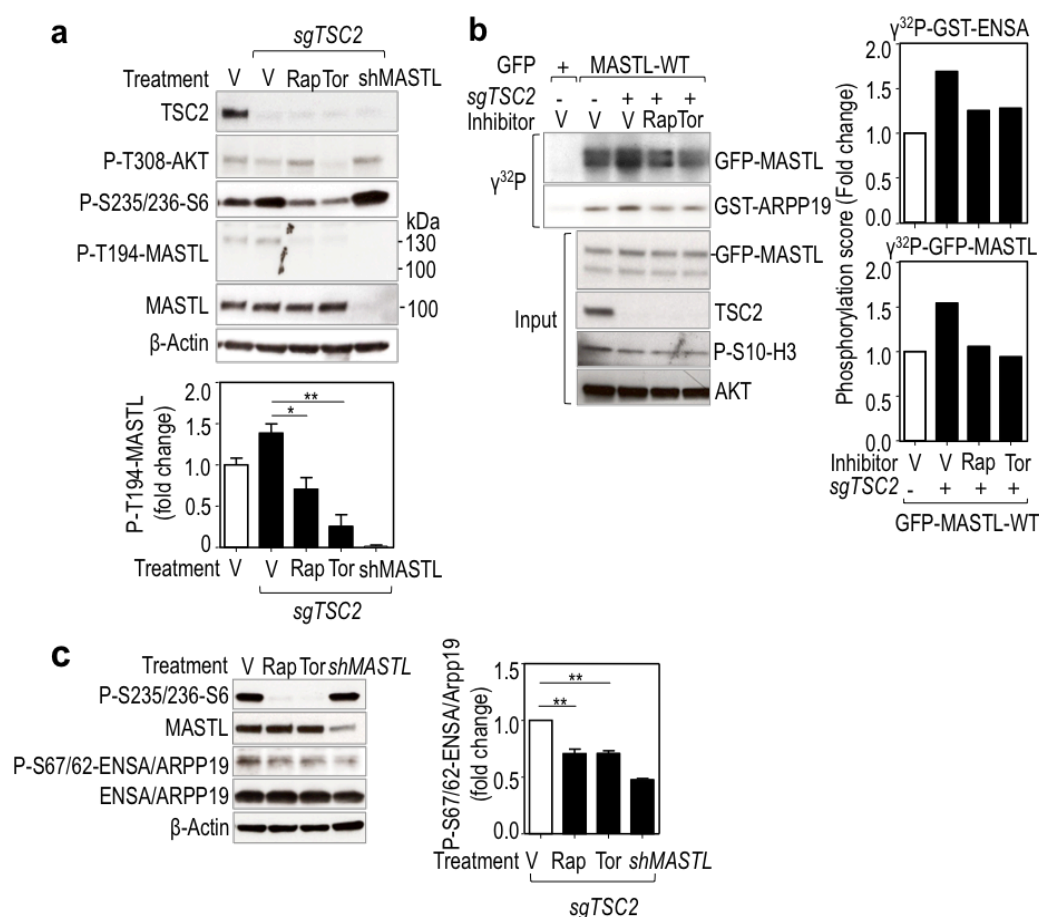 a
sgTSC2
Treatment V V Rap Tor shMASTL
TSC2
P-T308-AKT
P-S235/236-S6
kDa
P-T194-MASTL
130
100
MASTL
100
β-Actin
P-T194-MASTL
(fold change)
2.0
1.5
1.0
0.5
0
**
*
Treatment V V Rap Tor shMASTL
sgTSC2
b
GFP + MASTL-WT
sgTSC2 - - + + +
Inhibitor V V V Rap Tor
γ³²P
GFP-MASTL
GST-ARPP19
Input
GFP-MASTL
TSC2
P-S10-H3
AKT
γ³²P-GST-ENSA
2.0
1.5
1.0
0.5
0.0
γ³²P-GFP-MASTL
2.0
1.5
1.0
0.5
0.0
Phosphorylation score (Fold change)
Inhibitor V V Rap Tor
sgTSC2 - + + +
GFP-MASTL-WT
c
Treatment V Rap Tor shMASTL
P-S235/236-S6
MASTL
P-S67/62-ENSA/ARPP19
ENSA/ARPP19
β-Actin
P-S67/62-ENSA/Arpp19
(fold change)
1.5
1.0
0.5
0.0
**
**
Treatment V Rap Tor shMASTL
sgTSC2